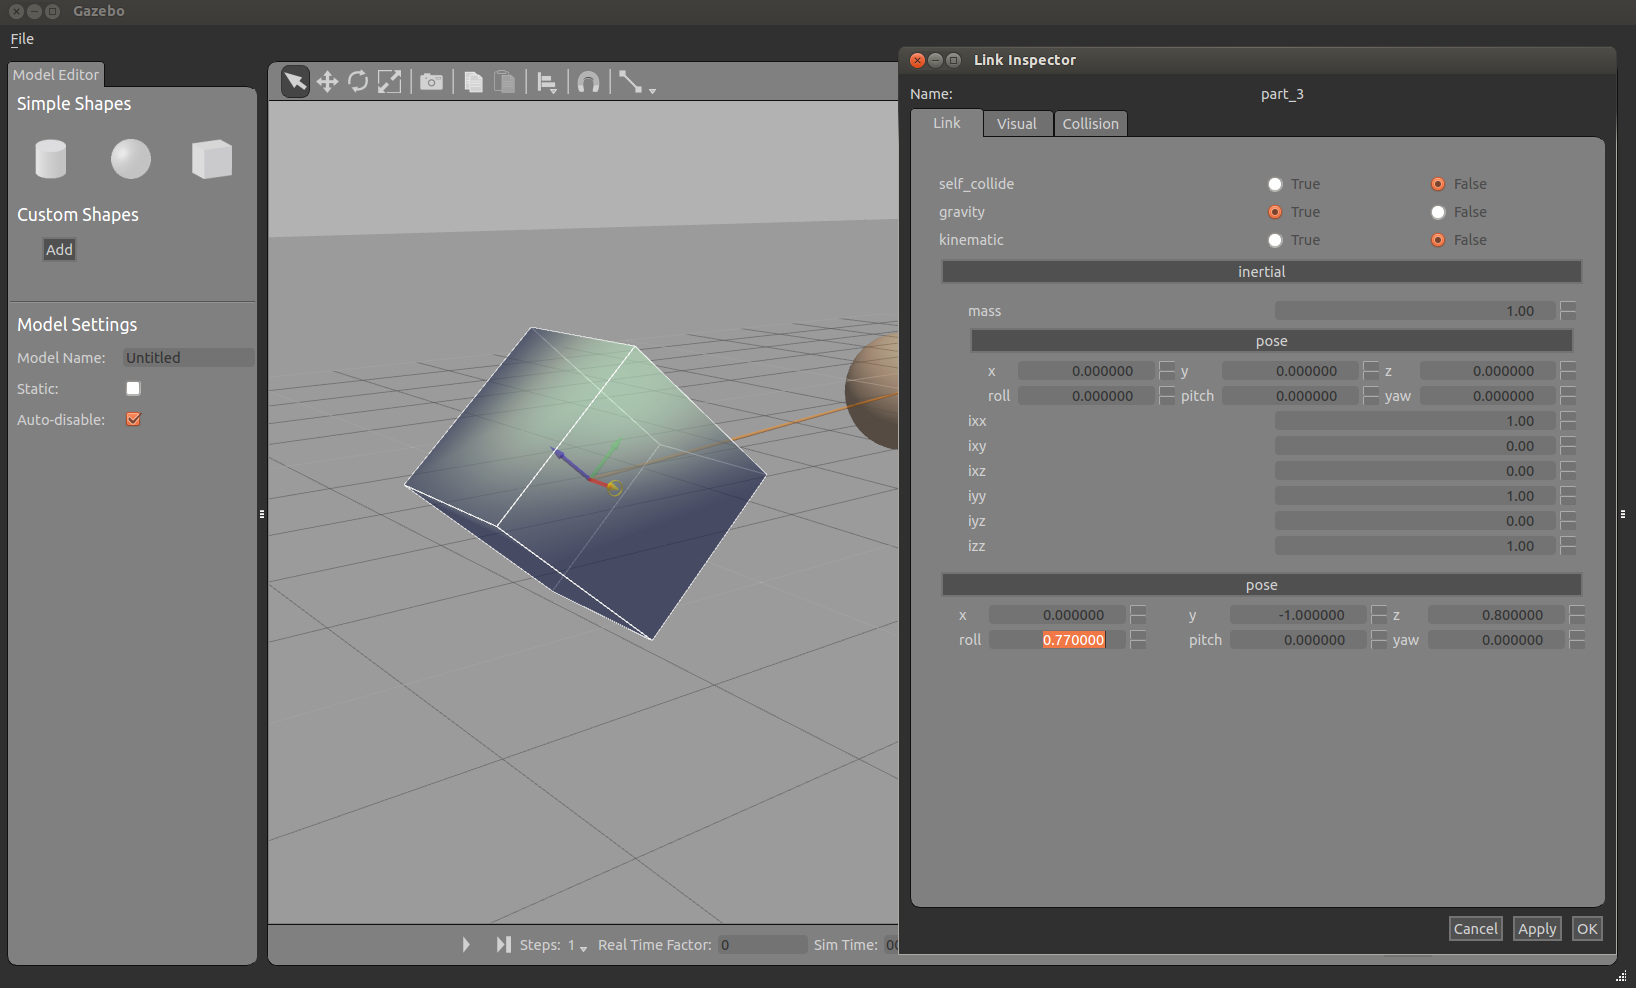 Gazebo
File
Model Editor
Simple Shapes
Custom Shapes
Add
Model Settings
Model Name: Untitled
Static:
Auto-disable:
Steps: 1 Real Time Factor: 0 Sim Time: 00
Link Inspector
Name: part_3
Link Visual Collision
self_collide True False
gravity True False
kinematic True False
inertial
mass 1.00
pose
x 0.000000 y 0.000000 z 0.000000
roll 0.000000 pitch 0.000000 yaw 0.000000
ixx 1.00
ixy 0.00
ixz 0.00
iyy 1.00
iyz 0.00
izz 1.00
pose
x 0.000000 y -1.000000 z 0.800000
roll 0.770000 pitch 0.000000 yaw 0.000000
Cancel Apply OK